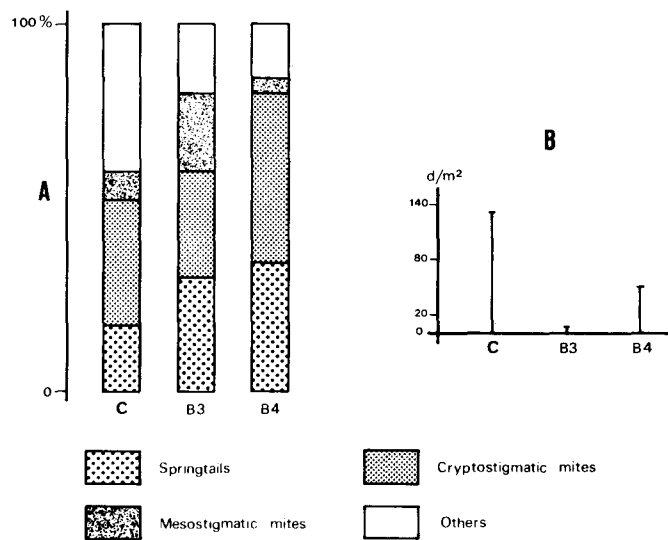 100%
A
0
C B3 B4
B
d/m²
140
80
20
0
C B3 B4
Springtails
Cryptostigmatic mites
Mesostigmatic mites
Others